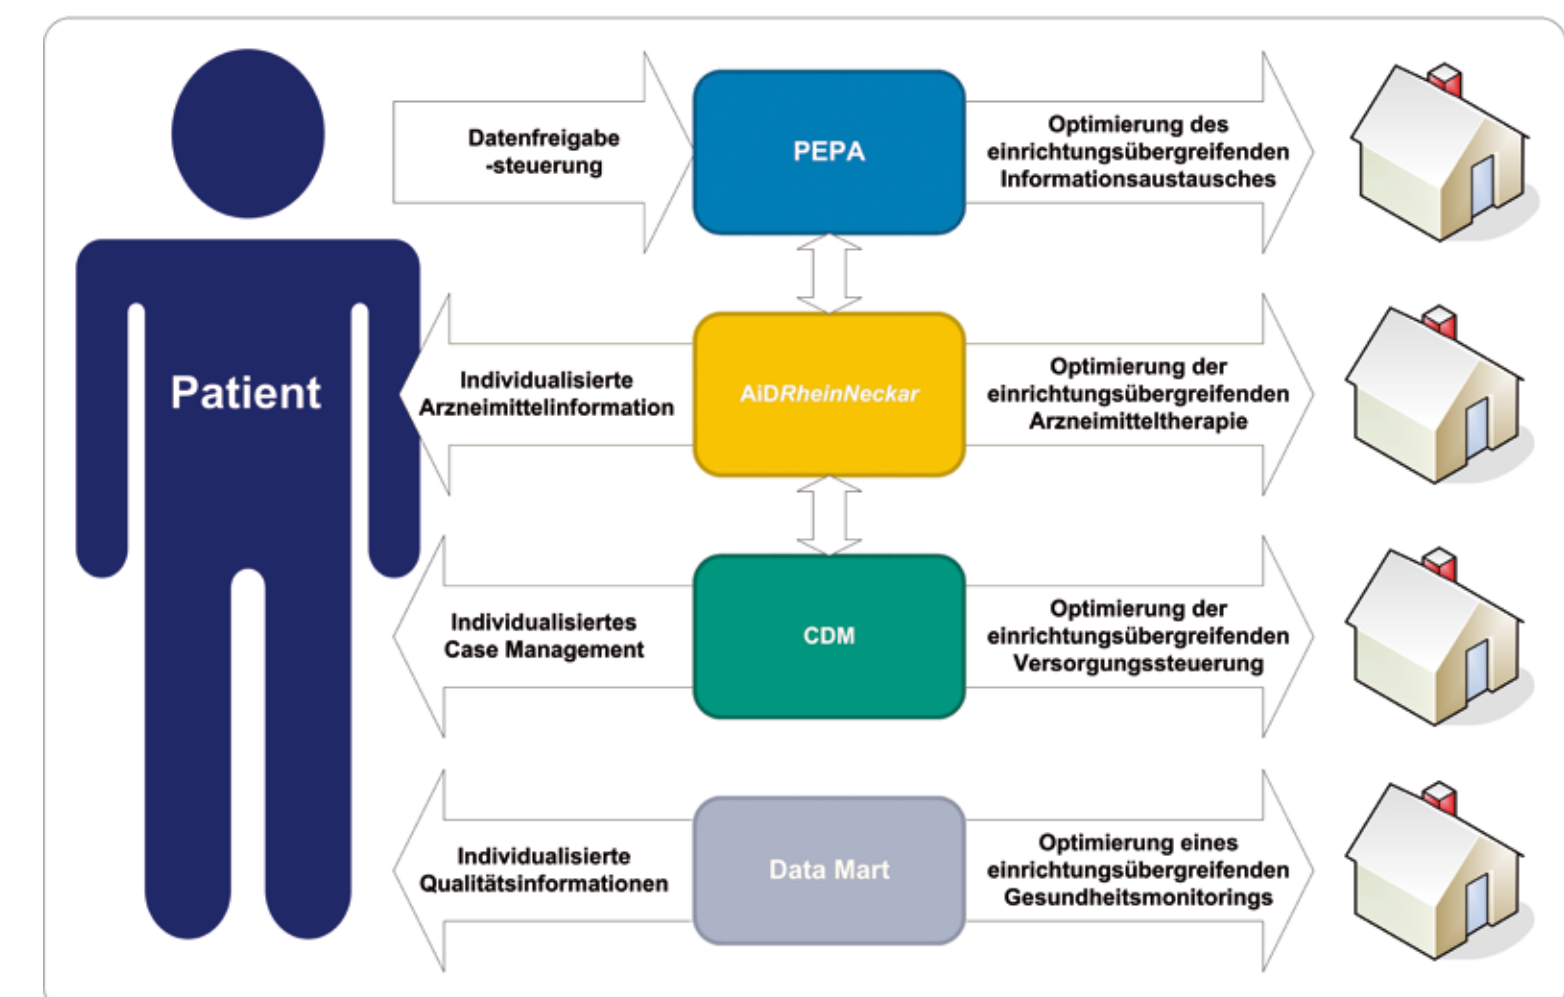 Datenfreigabe
-steuerung
PEPA
Optimierung des
einrichtungsübergreifenden
Informationsaustausches
Patient
Individualisierte
Arzneimittelinformation
AiDRheinNeckar
Optimierung der
einrichtungsübergreifenden
Arzneimitteltherapie
Individualisiertes
Case Management
CDM
Optimierung der
einrichtungsübergreifenden
Versorgungssteuerung
Individualisierte
Qualitätsinformationen
Data Mart
Optimierung eines
einrichtungsübergreifenden
Gesundheitsmonitorings